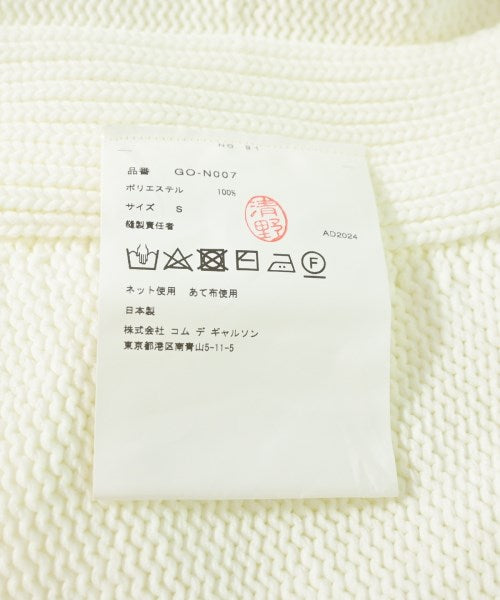 NO 91
品番 GO-N007
ポリエステル 100%
サイズ S
縫製責任者
清野
AD2024
F
ネット使用 あて布使用
日本製
株式会社 コム デ ギャルソン
東京都港区南青山5-11-5